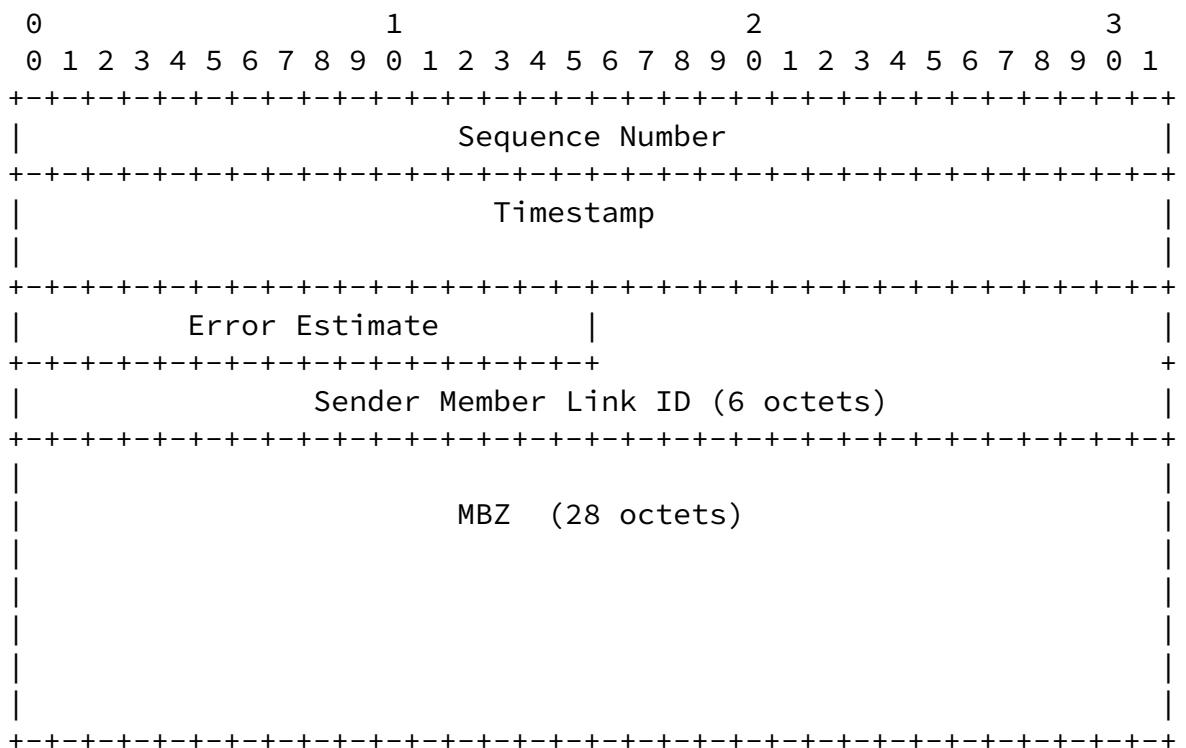 0                   1                   2                   3
0 1 2 3 4 5 6 7 8 9 0 1 2 3 4 5 6 7 8 9 0 1 2 3 4 5 6 7 8 9 0 1
+-+-+-+-+-+-+-+-+-+-+-+-+-+-+-+-+-+-+-+-+-+-+-+-+-+-+-+-+-+-+-+-+
|                        Sequence Number                        |
+-+-+-+-+-+-+-+-+-+-+-+-+-+-+-+-+-+-+-+-+-+-+-+-+-+-+-+-+-+-+-+-+
|                          Timestamp                            |
|                                                               |
+-+-+-+-+-+-+-+-+-+-+-+-+-+-+-+-+-+-+-+-+-+-+-+-+-+-+-+-+-+-+-+-+
|         Error Estimate        |                               |
+-+-+-+-+-+-+-+-+-+-+-+-+-+-+-+-+                               +
|                Sender Member Link ID (6 octets)               |
+-+-+-+-+-+-+-+-+-+-+-+-+-+-+-+-+-+-+-+-+-+-+-+-+-+-+-+-+-+-+-+-+
|                                                               |
|                        MBZ  (28 octets)                       |
|                                                               |
|                                                               |
|                                                               |
|                                                               |
|                                                               |
+-+-+-+-+-+-+-+-+-+-+-+-+-+-+-+-+-+-+-+-+-+-+-+-+-+-+-+-+-+-+-+-+